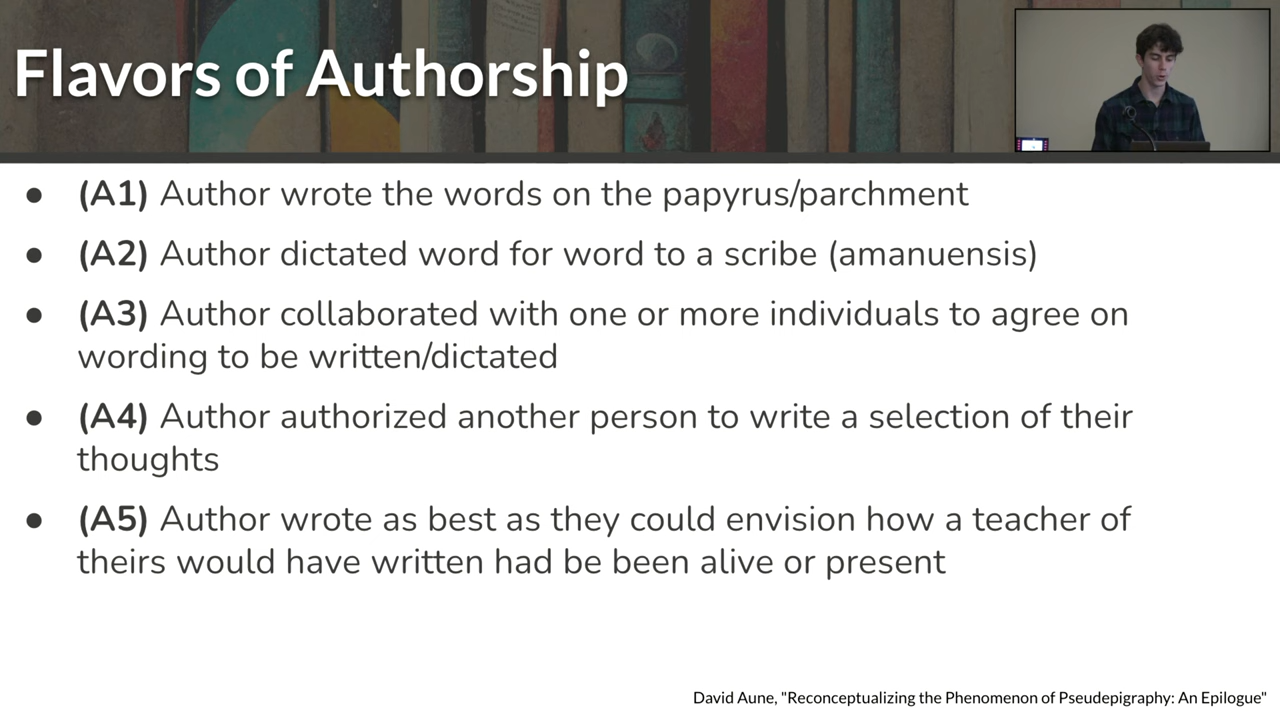 Flavors of Authorship
● (A1) Author wrote the words on the papyrus/parchment
● (A2) Author dictated word for word to a scribe (amanuensis)
● (A3) Author collaborated with one or more individuals to agree on
wording to be written/dictated
● (A4) Author authorized another person to write a selection of their
thoughts
● (A5) Author wrote as best as they could envision how a teacher of
theirs would have written had be been alive or present
David Aune, "Reconceptualizing the Phenomenon of Pseudepigraphy: An Epilogue"